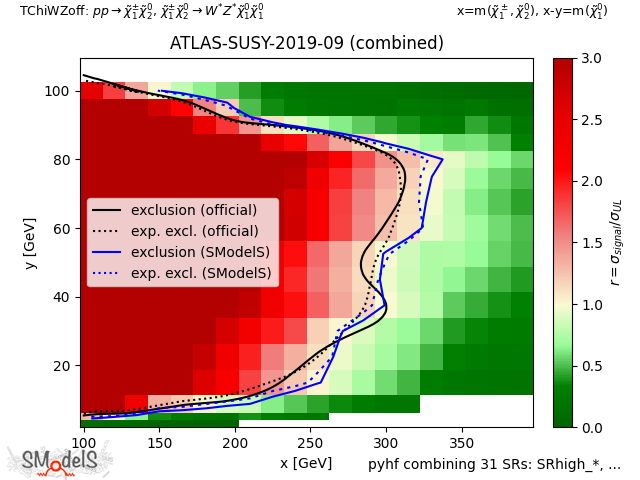 TChiWZoff: pp → χ̃₁±χ̃₂⁰, χ̃₁±χ̃₂⁰ → W*Z*χ̃₁⁰χ̃₁⁰ x=m(χ̃₁±, χ̃₂⁰), x-y=m(χ̃₁⁰)
ATLAS-SUSY-2019-09 (combined)
100
80
60
40
20
y [GeV]
exclusion (official)
exp. excl. (official)
exclusion (SModelS)
exp. excl. (SModelS)
100 150 200 250 300 350
x [GeV]
3.0
2.5
2.0
1.5
1.0
0.5
0.0
r = σ_signal/σ_UL
SModelS
pyhf combining 31 SRs: SRhigh_*, ...